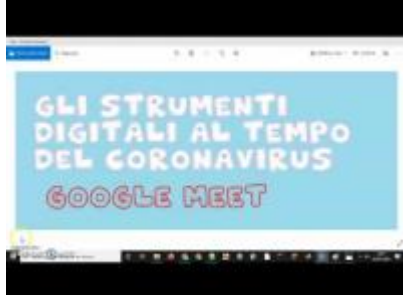 GLI STRUMENTI
DIGITALI AL TEMPO
DEL CORONAVIRUS
GOOGLE MEET